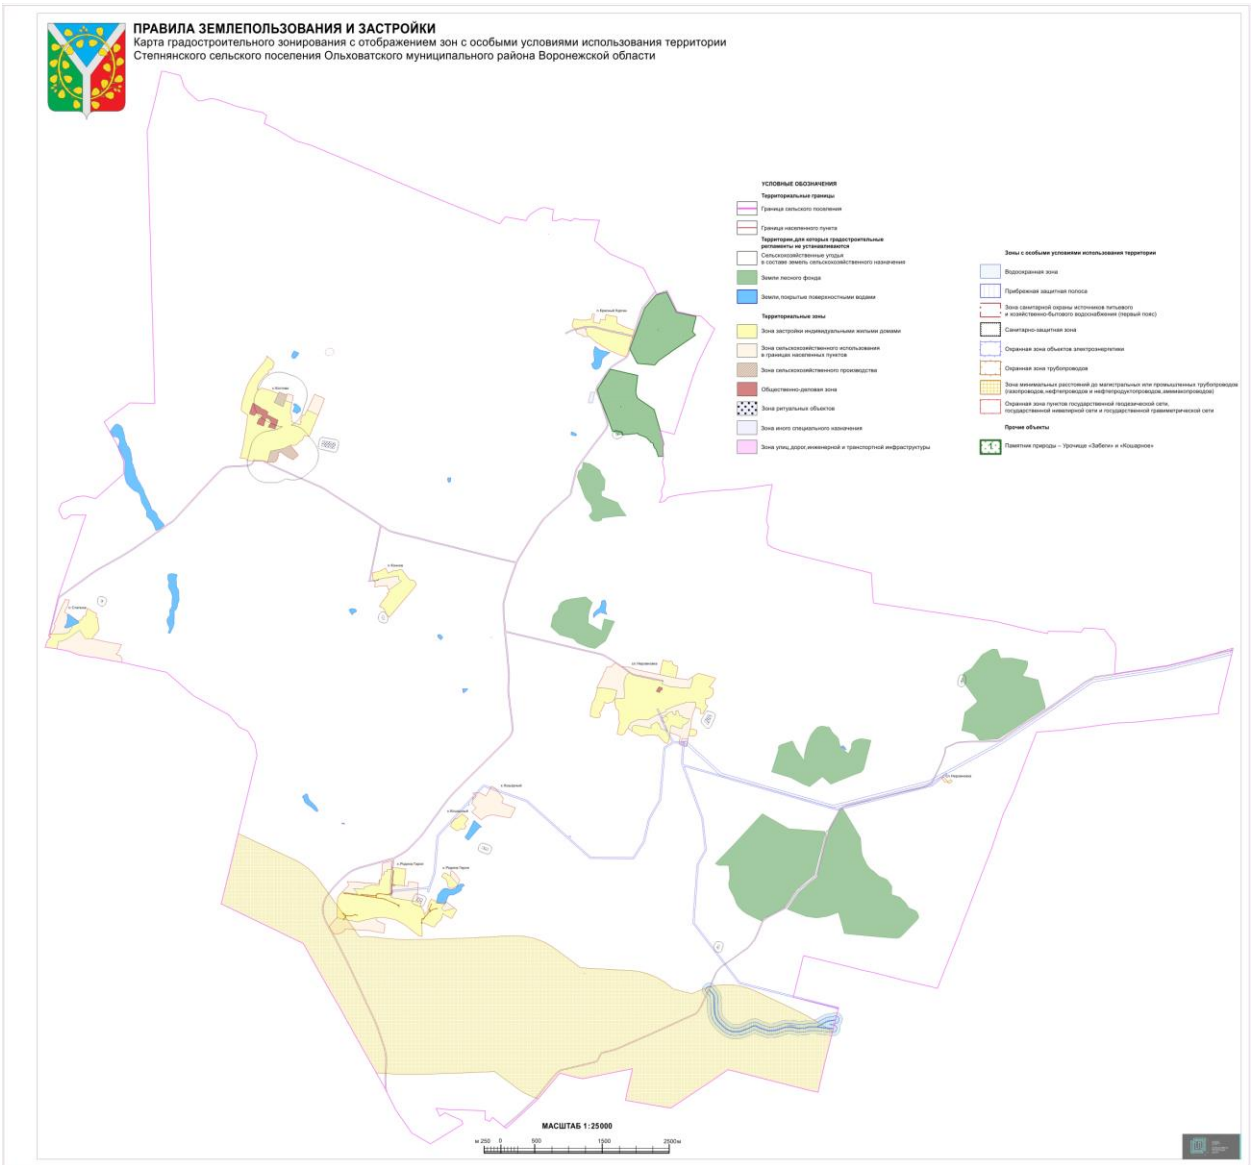 ПРАВИЛА ЗЕМЛЕПОЛЬЗОВАНИЯ И ЗАСТРОЙКИ
Карта градостроительного зонирования с отображением зон с особыми условиями использования территории
Степнянского сельского поселения Ольховатского муниципального района Воронежской области
УСЛОВНЫЕ ОБОЗНАЧЕНИЯ
Территориальные границы
Граница сельского поселения
Граница населенного пункта
Территории, для которых градостроительные
регламенты не устанавливаются
Сельскохозяйственные угодья
в составе земель сельскохозяйственного назначения
Земли лесного фонда
Земли, покрытые поверхностными водами
Территориальные зоны
Зона застройки индивидуальными жилыми домами
Зона сельскохозяйственного использования
в границах населенных пунктов
Зона сельскохозяйственного производства
Общественно-деловая зона
Зона ритуальных объектов
Зона иного специального назначения
Зона улиц, дорог, инженерной и транспортной инфраструктуры
Зоны с особыми условиями использования территории
Водоохранная зона
Прибрежная защитная полоса
Зона санитарной охраны источников питьевого
и хозяйственно-бытового водоснабжения (первый пояс)
Санитарно-защитная зона
Охранная зона объектов электроэнергетики
Охранная зона трубопроводов
Зона минимальных расстояний до магистральных или промышленных трубопроводов
(газопроводов, нефтепроводов и нефтепродуктопроводов, аммиакопроводов)
Охранная зона пунктов государственной геодезической сети,
государственной нивелирной сети и государственной гравиметрической сети
Прочие объекты
Памятник природы – Урочище «Забеги» и «Кошарное»
МАСШТАБ 1:25000
м 250 0 500 1500 2500м